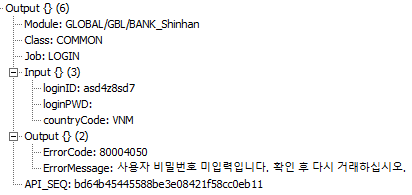 Output {} (6)
Module: GLOBAL/GBL/BANK_Shinhan
Class: COMMON
Job: LOGIN
Input {} (3)
loginID: asd4z8sd7
loginPWD:
countryCode: VNM
Output {} (2)
ErrorCode: 80004050
ErrorMessage: 사용자 비밀번호 미입력입니다. 확인 후 다시 거래하십시오.
API_SEQ: bd64b45445588be3e08421f58cc0eb11